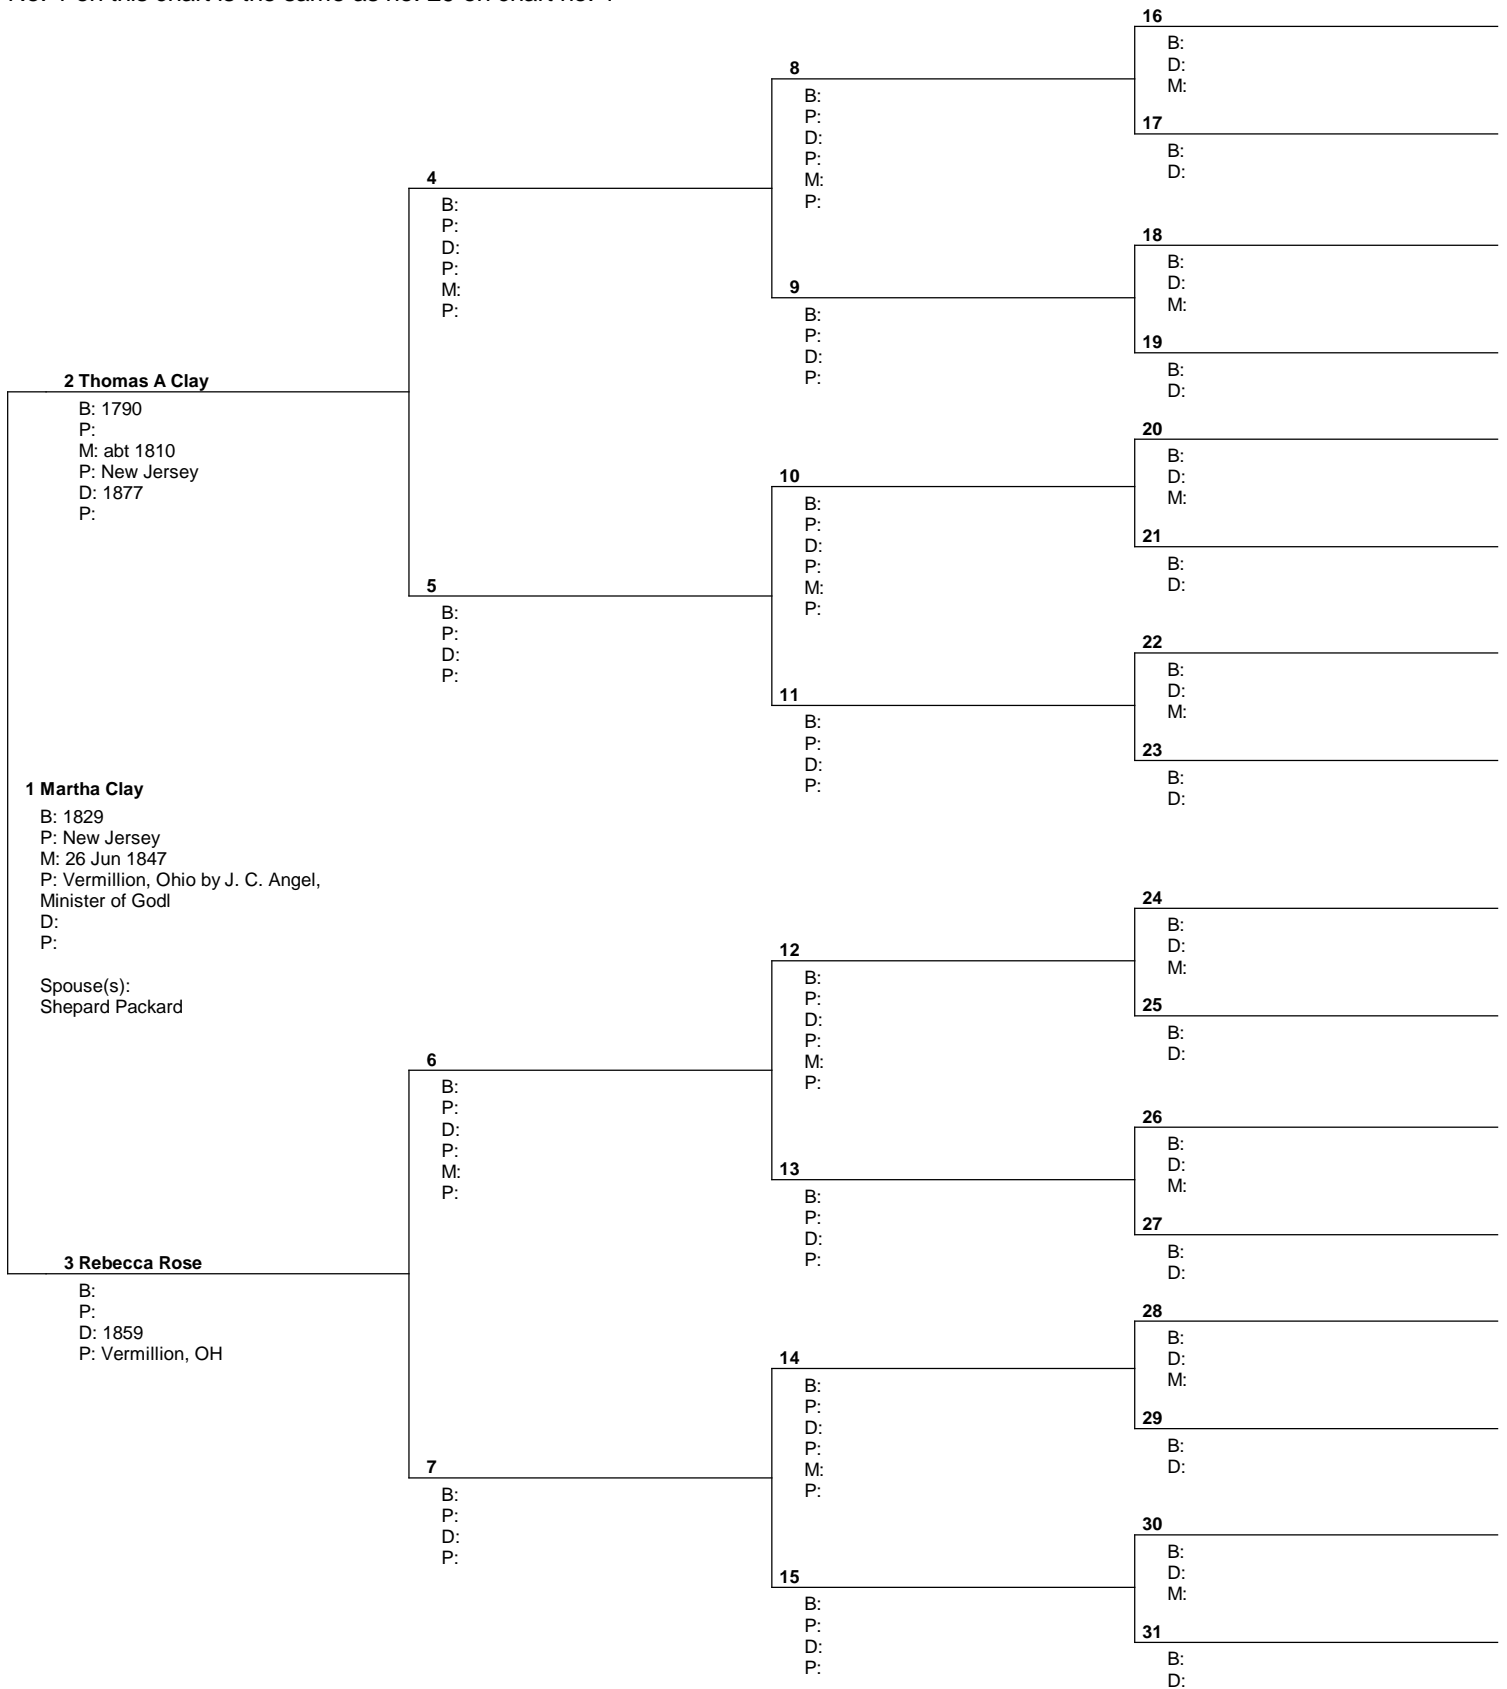 No. on this chart is the same as no. on chart no.
1 Martha Clay
B: 1829
P: New Jersey
M: 26 Jun 1847
P: Vermillion, Ohio by J. C. Angel,
Minister of Godl
D:
P:
Spouse(s):
Shepard Packard
2 Thomas A Clay
B: 1790
P:
M: abt 1810
P: New Jersey
D: 1877
P:
3 Rebecca Rose
B:
P:
D: 1859
P: Vermillion, OH
4
B:
P:
D:
P:
M:
P:
5
B:
P:
D:
P:
6
B:
P:
D:
P:
M:
P:
7
B:
P:
D:
P:
8
B:
P:
D:
P:
M:
P:
9
B:
P:
D:
P:
10
B:
P:
D:
P:
M:
P:
11
B:
P:
D:
P:
12
B:
P:
D:
P:
M:
P:
13
B:
P:
D:
P:
14
B:
P:
D:
P:
M:
P:
15
B:
P:
D:
P:
16
B:
D:
M:
17
B:
D:
18
B:
D:
M:
19
B:
D:
20
B:
D:
M:
21
B:
D:
22
B:
D:
M:
23
B:
D:
24
B:
D:
M:
25
B:
D:
26
B:
D:
M:
27
B:
D:
28
B:
D:
M:
29
B:
D:
30
B:
D:
M:
31
B:
D: